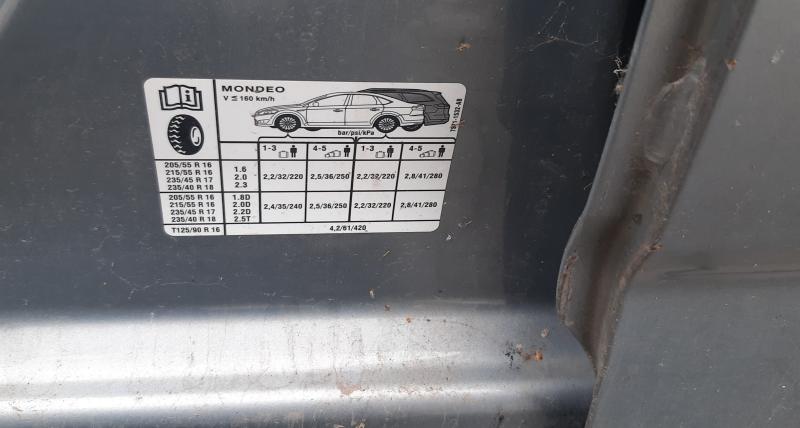 MONDEO
V ≤ 160 km/h
7S71-1532-AB
bar/psi/kPa
1-3 4-5 1-3 4-5
205/55 R 16
215/55 R 16
235/45 R 17
235/40 R 18
1.6
2.0
2.3
2,2/32/220 2,5/36/250 2,2/32/220 2,8/41/280
205/55 R 16
215/55 R 16
235/45 R 17
235/40 R 18
1.8D
2.0D
2.2D
2.5T
2,4/35/240 2,5/36/250 2,2/32/220 2,8/41/280
T125/90 R 16 4,2/61/420